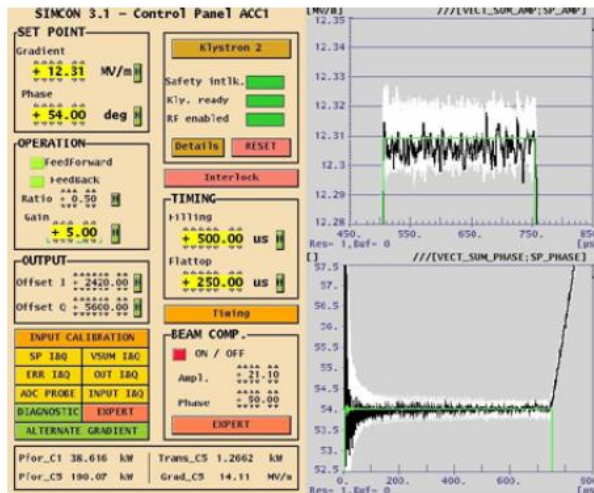 SIMCON 3.1 - Control Panel ACC1
SET POINT
Gradient
+ 12.31 MV/m
Phase
+ 54.00 deg
OPERATION
FeedForward
FeedBack
Ratio + 0.50
Gain
+ 5.00
OUTPUT
Offset I + 2420.00
Offset Q + 5600.00
INPUT CALIBRATION
SP I&Q VSUM I&Q
ERR I&Q OUT I&Q
ADC PROBE INPUT I&Q
DIAGNOSTIC EXPERT
ALTERNATE GRADIENT
Klystron 2
Safety intlk.
Kly. ready
RF enabled
Details RESET
Interlock
TIMING
Filling
+ 500.00 us
Flattop
+ 250.00 us
Timing
BEAM COMP.
ON / OFF
Ampl. + 21.10
Phase + 50.00
EXPERT
Pfor_C1 38.616 kW Trans_C5 1.2662 kW
Pfor_C5 190.07 kW Grad_C5 14.11 MV/m
///[VECT_SUM_AMP;SP_AMP]
12.35
12.34
12.33
12.32
12.31
12.30
12.29
12.28
450. 550. 650. 750. 850
Res- 1,Buf- 0 [µs
[] ///[VECT_SUM_PHASE;SP_PHASE]
57.5
57.
56.5
56.
55.5
55.
54.5
54.
53.5
53.
52.5
0. 200. 400. 600. 800.
Res- 1,Buf- 0